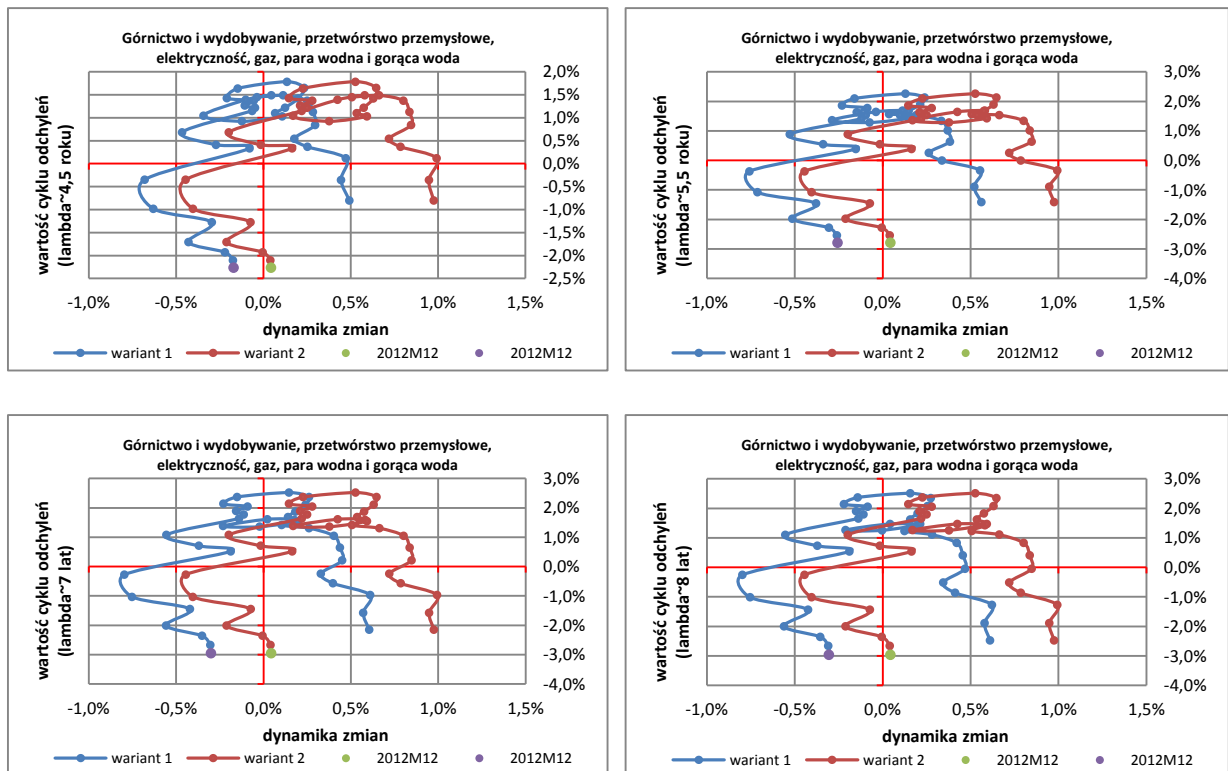 Górnictwo i wydobywanie, przetwórstwo przemysłowe,
elektryczność, gaz, para wodna i gorąca woda
wartość cyklu odchyleń
(lambda~4,5 roku)
2,0%
1,5%
1,0%
0,5%
0,0%
-0,5%
-1,0%
-1,5%
-2,0%
-2,5%
-1,0% -0,5% 0,0% 0,5% 1,0% 1,5%
dynamika zmian
wariant 1 wariant 2 2012M12 2012M12
Górnictwo i wydobywanie, przetwórstwo przemysłowe,
elektryczność, gaz, para wodna i gorąca woda
wartość cyklu odchyleń
(lambda~5,5 roku)
3,0%
2,0%
1,0%
0,0%
-1,0%
-2,0%
-3,0%
-4,0%
-1,0% -0,5% 0,0% 0,5% 1,0% 1,5%
dynamika zmian
wariant 1 wariant 2 2012M12 2012M12
Górnictwo i wydobywanie, przetwórstwo przemysłowe,
elektryczność, gaz, para wodna i gorąca woda
wartość cyklu odchyleń
(lambda~7 lat)
3,0%
2,0%
1,0%
0,0%
-1,0%
-2,0%
-3,0%
-4,0%
-1,0% -0,5% 0,0% 0,5% 1,0% 1,5%
dynamika zmian
wariant 1 wariant 2 2012M12 2012M12
Górnictwo i wydobywanie, przetwórstwo przemysłowe,
elektryczność, gaz, para wodna i gorąca woda
wartość cyklu odchyleń
(lambda~8 lat)
3,0%
2,0%
1,0%
0,0%
-1,0%
-2,0%
-3,0%
-4,0%
-1,0% -0,5% 0,0% 0,5% 1,0% 1,5%
dynamika zmian
wariant 1 wariant 2 2012M12 2012M12